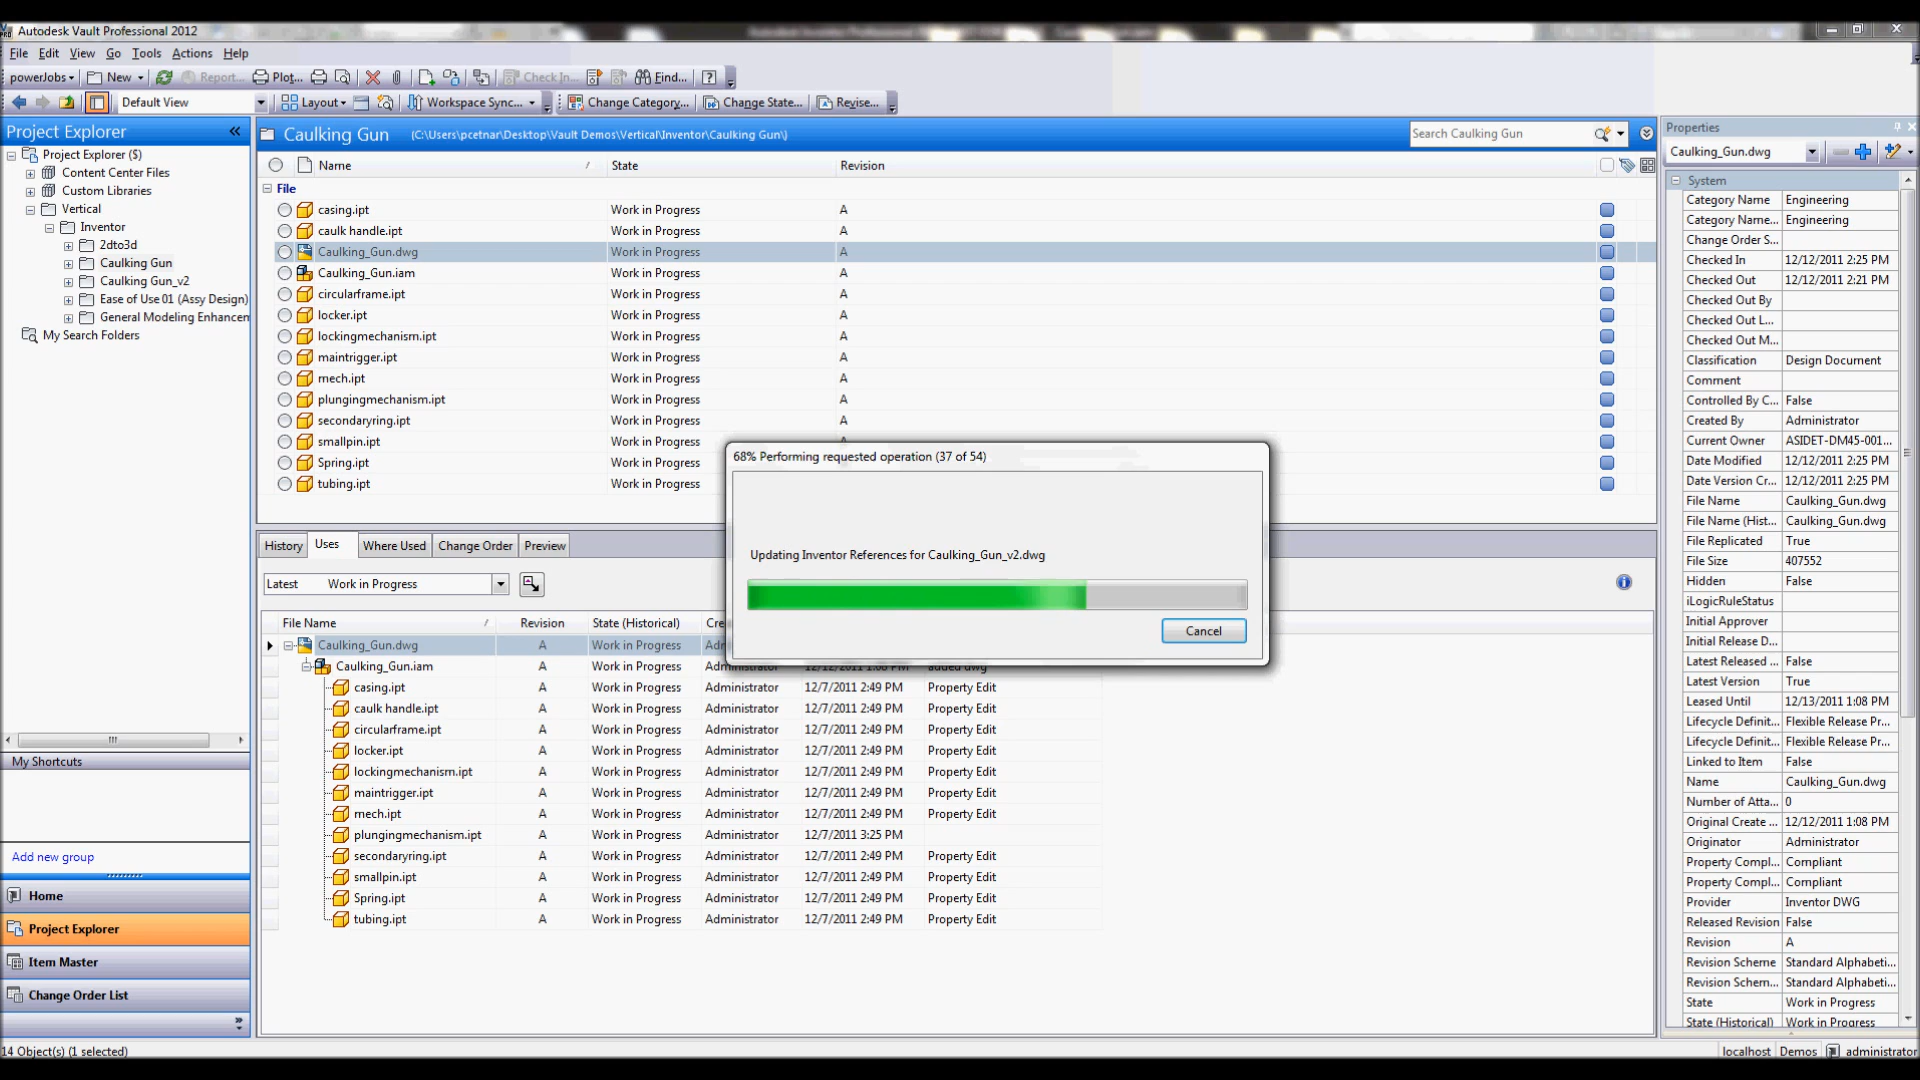 Autodesk Vault Professional 2012
File Edit View Go Tools Actions Help
powerJobs New Report... Plot... Check In... Find...
Default View Layout Workspace Sync... Change Category... Change State... Revise...
Project Explorer
Project Explorer ($)
Content Center Files
Custom Libraries
Vertical
Inventor
2dto3d
Caulking Gun
Caulking Gun_v2
Ease of Use 01 (Assy Design)
General Modeling Enhancen
My Search Folders
My Shortcuts
Add new group
Home
Project Explorer
Item Master
Change Order List
Caulking Gun (C:\Users\pcetnar\Desktop\Vault Demos\Vertical\Inventor\Caulking Gun\) Search Caulking Gun
Name State Revision
File
casing.ipt Work in Progress A
caulk handle.ipt Work in Progress A
Caulking_Gun.dwg Work in Progress A
Caulking_Gun.iam Work in Progress A
circularframe.ipt Work in Progress A
locker.ipt Work in Progress A
lockingmechanism.ipt Work in Progress A
maintrigger.ipt Work in Progress A
mech.ipt Work in Progress A
plungingmechanism.ipt Work in Progress A
secondaryring.ipt Work in Progress A
smallpin.ipt Work in Progress
Spring.ipt Work in Progress
tubing.ipt Work in Progress
68% Performing requested operation (37 of 54)
Updating Inventor References for Caulking_Gun_v2.dwg
Cancel
History Uses Where Used Change Order Preview
Latest Work in Progress
File Name Revision State (Historical) Cre
Caulking_Gun.dwg A Work in Progress Adm
Caulking_Gun.iam A Work in Progress Administrator 12/12/2011 1:08 PM added dwg
casing.ipt A Work in Progress Administrator 12/7/2011 2:49 PM Property Edit
caulk handle.ipt A Work in Progress Administrator 12/7/2011 2:49 PM Property Edit
circularframe.ipt A Work in Progress Administrator 12/7/2011 2:49 PM Property Edit
locker.ipt A Work in Progress Administrator 12/7/2011 2:49 PM Property Edit
lockingmechanism.ipt A Work in Progress Administrator 12/7/2011 2:49 PM Property Edit
maintrigger.ipt A Work in Progress Administrator 12/7/2011 2:49 PM Property Edit
mech.ipt A Work in Progress Administrator 12/7/2011 2:49 PM Property Edit
plungingmechanism.ipt A Work in Progress Administrator 12/7/2011 3:25 PM
secondaryring.ipt A Work in Progress Administrator 12/7/2011 2:49 PM Property Edit
smallpin.ipt A Work in Progress Administrator 12/7/2011 2:49 PM Property Edit
Spring.ipt A Work in Progress Administrator 12/7/2011 2:49 PM Property Edit
tubing.ipt A Work in Progress Administrator 12/7/2011 2:49 PM Property Edit
Properties
Caulking_Gun.dwg
System
Category Name Engineering
Category Name... Engineering
Change Order S...
Checked In 12/12/2011 2:25 PM
Checked Out 12/12/2011 2:21 PM
Checked Out By
Checked Out L...
Checked Out M...
Classification Design Document
Comment
Controlled By C... False
Created By Administrator
Current Owner ASIDET-DM45-001...
Date Modified 12/12/2011 2:25 PM
Date Version Cr... 12/12/2011 2:25 PM
File Name Caulking_Gun.dwg
File Name (Hist... Caulking_Gun.dwg
File Replicated True
File Size 407552
Hidden False
iLogicRuleStatus
Initial Approver
Initial Release D...
Latest Released ... False
Latest Version True
Leased Until 12/13/2011 1:08 PM
Lifecycle Definit... Flexible Release Pr...
Lifecycle Definit... Flexible Release Pr...
Linked to Item False
Name Caulking_Gun.dwg
Number of Atta... 0
Original Create ... 12/12/2011 1:08 PM
Originator Administrator
Property Compl... Compliant
Property Compl... Compliant
Provider Inventor DWG
Released Revision False
Revision A
Revision Scheme Standard Alphabeti...
Revision Schem... Standard Alphabeti...
State Work in Progress
State (Historical) Work in Progress
14 Object(s) (1 selected) localhost Demos administrator